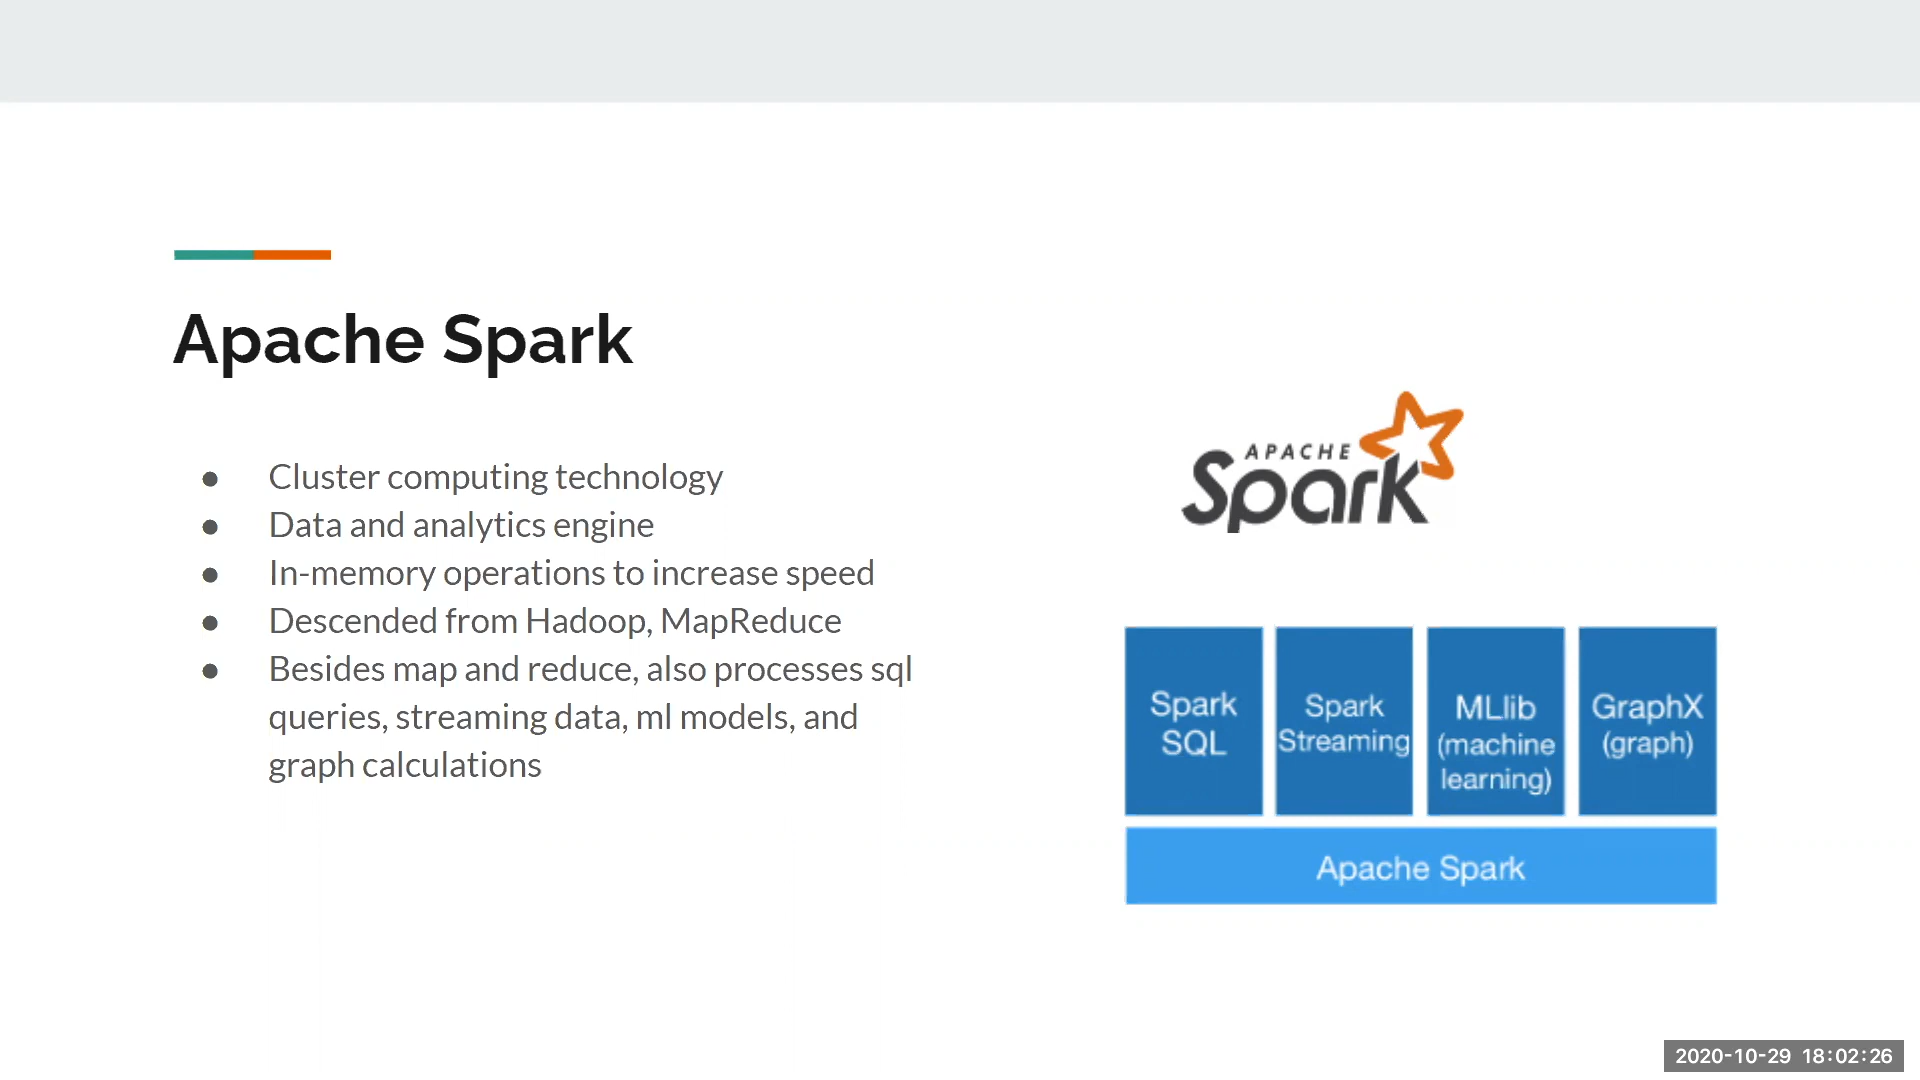 Apache Spark
● Cluster computing technology
● Data and analytics engine
● In-memory operations to increase speed
● Descended from Hadoop, MapReduce
● Besides map and reduce, also processes sql
queries, streaming data, ml models, and
graph calculations
APACHE
Spark
Spark
SQL
Spark
Streaming
MLlib
(machine
learning)
GraphX
(graph)
Apache Spark
2020-10-29 18:02:26